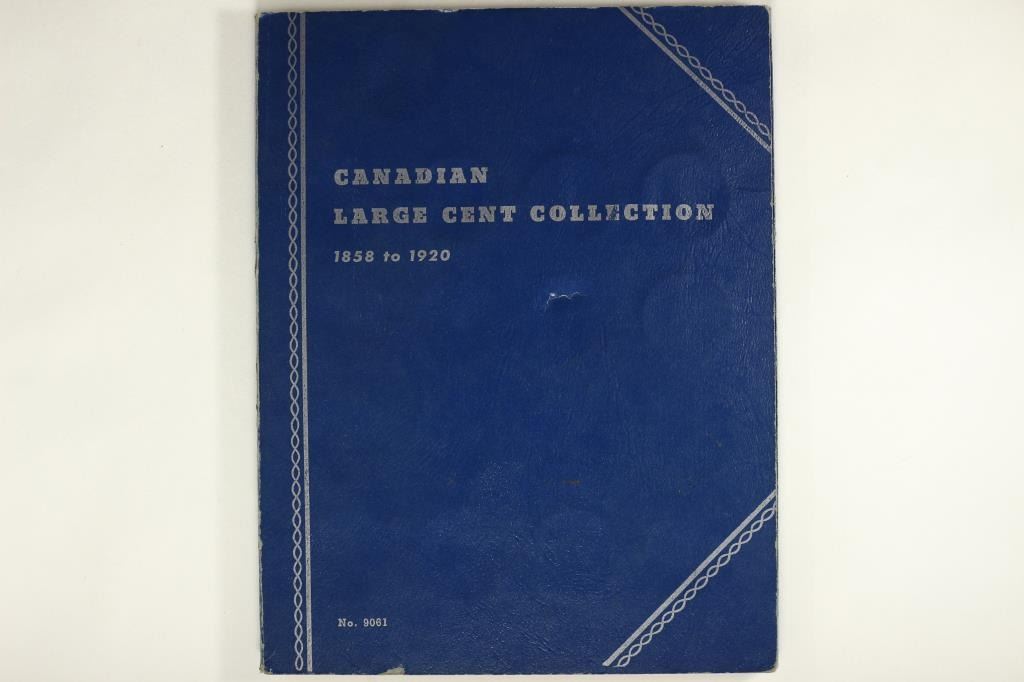 CANADIAN
LARGE CENT COLLECTION
1858 to 1920
No. 9061